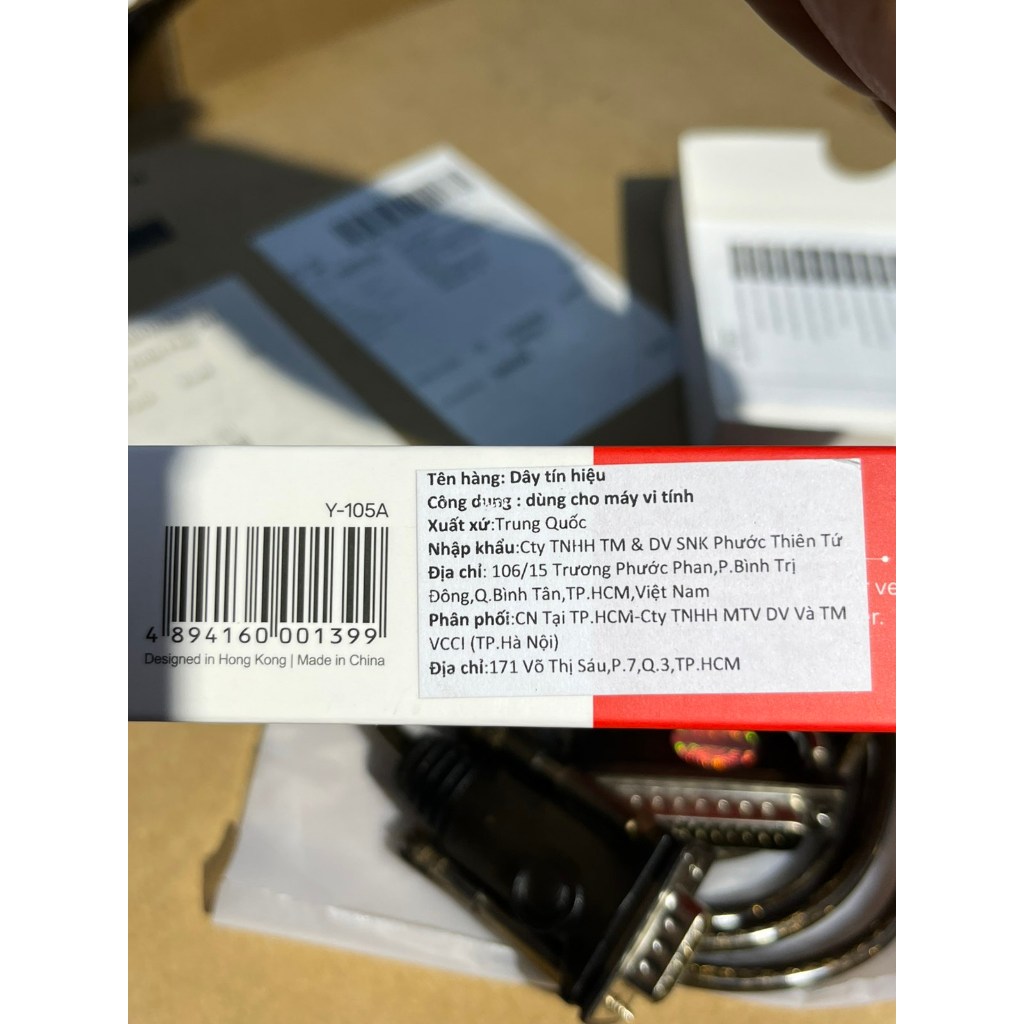 Y-105A
4 894160 001399
Designed in Hong Kong | Made in China
Tên hàng: Dây tín hiệu
Công dụng : dùng cho máy vi tính
Xuất xứ:Trung Quốc
Nhập khẩu:Cty TNHH TM & DV SNK Phước Thiên Tứ
Địa chỉ: 106/15 Trương Phước Phan,P.Bình Trị
Đông,Q.Bình Tân,TP.HCM,Việt Nam
Phân phối:CN Tại TP.HCM-Cty TNHH MTV DV Và TM
VCCI (TP.Hà Nội)
Địa chỉ:171 Võ Thị Sáu,P.7,Q.3,TP.HCM